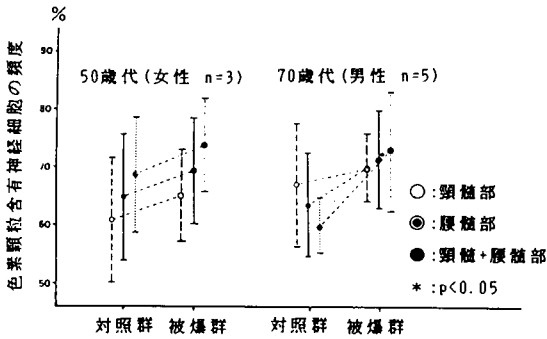 %
色素顆粒含有神経細胞の頻度
90
80
70
60
50
50歳代(女性 n=3)
70歳代(男性 n=5)
○:頸髄部
◉:腰髄部
●:頸髄+腰髄部
*:p<0.05
対照群 被爆群 対照群 被爆群